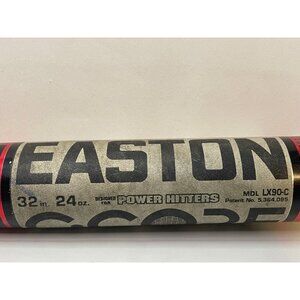 EASTON
MDL LX90-C
32 in. 24 oz. DESIGNED FOR POWER HITTERS
Patent No. 5,364,095